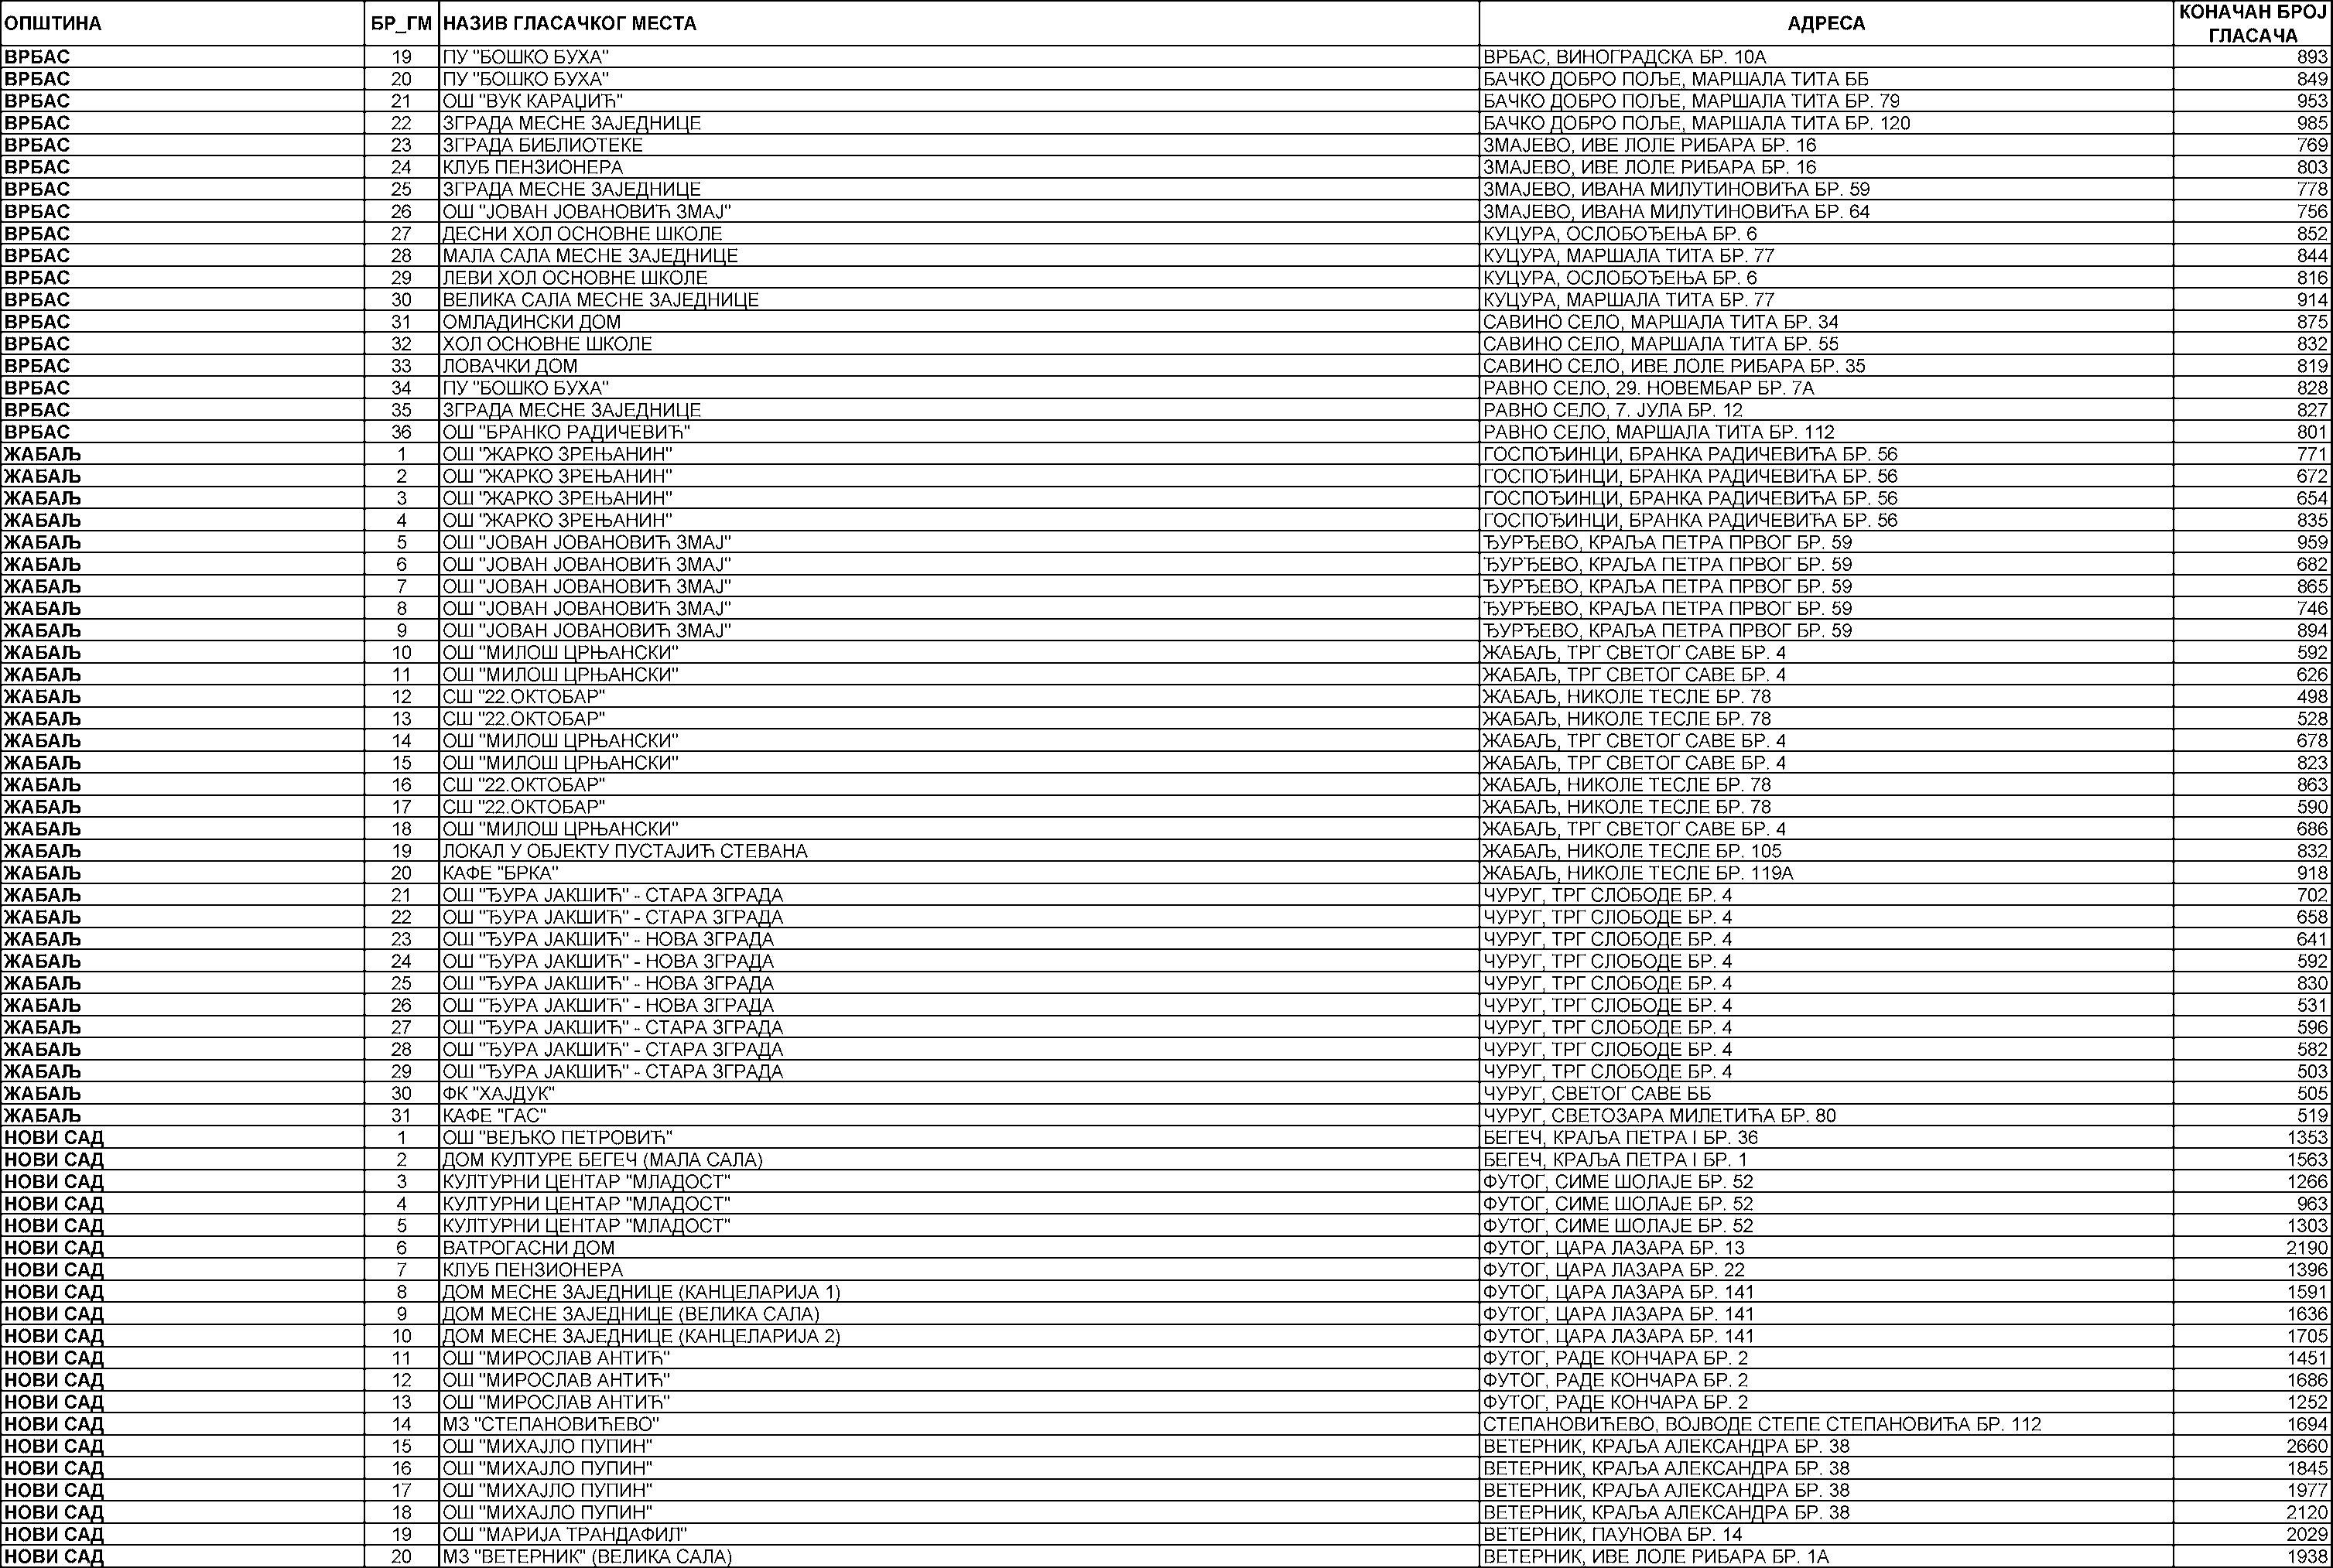 ОПШТИНА БР_ГМ НАЗИВ ГЛАСАЧКОГ МЕСТА АДРЕСА КОНАЧАН БРОЈ ГЛАСАЧА
ВРБАС 19 ПУ "БОШКО БУХА" ВРБАС, ВИНОГРАДСКА БР. 10А 893
ВРБАС 20 ПУ "БОШКО БУХА" БАЧКО ДОБРО ПОЉЕ, МАРШАЛА ТИТА ББ 849
ВРБАС 21 ОШ "ВУК КАРАЏИЋ" БАЧКО ДОБРО ПОЉЕ, МАРШАЛА ТИТА БР. 79 953
ВРБАС 22 ЗГРАДА МЕСНЕ ЗАЈЕДНИЦЕ БАЧКО ДОБРО ПОЉЕ, МАРШАЛА ТИТА БР. 120 985
ВРБАС 23 ЗГРАДА БИБЛИОТЕКЕ ЗМАЈЕВО, ИВЕ ЛОЛЕ РИБАРА БР. 16 769
ВРБАС 24 КЛУБ ПЕНЗИОНЕРА ЗМАЈЕВО, ИВЕ ЛОЛЕ РИБАРА БР. 16 803
ВРБАС 25 ЗГРАДА МЕСНЕ ЗАЈЕДНИЦЕ ЗМАЈЕВО, ИВАНА МИЛУТИНОВИЋА БР. 59 778
ВРБАС 26 ОШ "ЈОВАН ЈОВАНОВИЋ ЗМАЈ" ЗМАЈЕВО, ИВАНА МИЛУТИНОВИЋА БР. 64 756
ВРБАС 27 ДЕСНИ ХОЛ ОСНОВНЕ ШКОЛЕ КУЦУРА, ОСЛОБОЂЕЊА БР. 6 852
ВРБАС 28 МАЛА САЛА МЕСНЕ ЗАЈЕДНИЦЕ КУЦУРА, МАРШАЛА ТИТА БР. 77 844
ВРБАС 29 ЛЕВИ ХОЛ ОСНОВНЕ ШКОЛЕ КУЦУРА, ОСЛОБОЂЕЊА БР. 6 816
ВРБАС 30 ВЕЛИКА САЛА МЕСНЕ ЗАЈЕДНИЦЕ КУЦУРА, МАРШАЛА ТИТА БР. 77 914
ВРБАС 31 ОМЛАДИНСКИ ДОМ САВИНО СЕЛО, МАРШАЛА ТИТА БР. 34 875
ВРБАС 32 ХОЛ ОСНОВНЕ ШКОЛЕ САВИНО СЕЛО, МАРШАЛА ТИТА БР. 55 832
ВРБАС 33 ЛОВАЧКИ ДОМ САВИНО СЕЛО, ИВЕ ЛОЛЕ РИБАРА БР. 35 819
ВРБАС 34 ПУ "БОШКО БУХА" РАВНО СЕЛО, 29. НОВЕМБАР БР. 7А 828
ВРБАС 35 ЗГРАДА МЕСНЕ ЗАЈЕДНИЦЕ РАВНО СЕЛО, 7. ЈУЛА БР. 12 827
ВРБАС 36 ОШ "БРАНКО РАДИЧЕВИЋ" РАВНО СЕЛО, МАРШАЛА ТИТА БР. 112 801
ЖАБАЉ 1 ОШ "ЖАРКО ЗРЕЊАНИН" ГОСПОЂИНЦИ, БРАНКА РАДИЧЕВИЋА БР. 56 771
ЖАБАЉ 2 ОШ "ЖАРКО ЗРЕЊАНИН" ГОСПОЂИНЦИ, БРАНКА РАДИЧЕВИЋА БР. 56 672
ЖАБАЉ 3 ОШ "ЖАРКО ЗРЕЊАНИН" ГОСПОЂИНЦИ, БРАНКА РАДИЧЕВИЋА БР. 56 654
ЖАБАЉ 4 ОШ "ЖАРКО ЗРЕЊАНИН" ГОСПОЂИНЦИ, БРАНКА РАДИЧЕВИЋА БР. 56 835
ЖАБАЉ 5 ОШ "ЈОВАН ЈОВАНОВИЋ ЗМАЈ" ЂУРЂЕВО, КРАЉА ПЕТРА ПРВОГ БР. 59 959
ЖАБАЉ 6 ОШ "ЈОВАН ЈОВАНОВИЋ ЗМАЈ" ЂУРЂЕВО, КРАЉА ПЕТРА ПРВОГ БР. 59 682
ЖАБАЉ 7 ОШ "ЈОВАН ЈОВАНОВИЋ ЗМАЈ" ЂУРЂЕВО, КРАЉА ПЕТРА ПРВОГ БР. 59 865
ЖАБАЉ 8 ОШ "ЈОВАН ЈОВАНОВИЋ ЗМАЈ" ЂУРЂЕВО, КРАЉА ПЕТРА ПРВОГ БР. 59 746
ЖАБАЉ 9 ОШ "ЈОВАН ЈОВАНОВИЋ ЗМАЈ" ЂУРЂЕВО, КРАЉА ПЕТРА ПРВОГ БР. 59 894
ЖАБАЉ 10 ОШ "МИЛОШ ЦРЊАНСКИ" ЖАБАЉ, ТРГ СВЕТОГ САВЕ БР. 4 592
ЖАБАЉ 11 ОШ "МИЛОШ ЦРЊАНСКИ" ЖАБАЉ, ТРГ СВЕТОГ САВЕ БР. 4 626
ЖАБАЉ 12 СШ "22.ОКТОБАР" ЖАБАЉ, НИКОЛЕ ТЕСЛЕ БР. 78 498
ЖАБАЉ 13 СШ "22.ОКТОБАР" ЖАБАЉ, НИКОЛЕ ТЕСЛЕ БР. 78 528
ЖАБАЉ 14 ОШ "МИЛОШ ЦРЊАНСКИ" ЖАБАЉ, ТРГ СВЕТОГ САВЕ БР. 4 678
ЖАБАЉ 15 ОШ "МИЛОШ ЦРЊАНСКИ" ЖАБАЉ, ТРГ СВЕТОГ САВЕ БР. 4 823
ЖАБАЉ 16 СШ "22.ОКТОБАР" ЖАБАЉ, НИКОЛЕ ТЕСЛЕ БР. 78 863
ЖАБАЉ 17 СШ "22.ОКТОБАР" ЖАБАЉ, НИКОЛЕ ТЕСЛЕ БР. 78 590
ЖАБАЉ 18 ОШ "МИЛОШ ЦРЊАНСКИ" ЖАБАЉ, ТРГ СВЕТОГ САВЕ БР. 4 686
ЖАБАЉ 19 ЛОКАЛ У ОБЈЕКТУ ПУСТАЈИЋ СТЕВАНА ЖАБАЉ, НИКОЛЕ ТЕСЛЕ БР. 105 832
ЖАБАЉ 20 КАФЕ "БРКА" ЖАБАЉ, НИКОЛЕ ТЕСЛЕ БР. 119А 918
ЖАБАЉ 21 ОШ "ЂУРА ЈАКШИЋ" - СТАРА ЗГРАДА ЧУРУГ, ТРГ СЛОБОДЕ БР. 4 702
ЖАБАЉ 22 ОШ "ЂУРА ЈАКШИЋ" - СТАРА ЗГРАДА ЧУРУГ, ТРГ СЛОБОДЕ БР. 4 658
ЖАБАЉ 23 ОШ "ЂУРА ЈАКШИЋ" - НОВА ЗГРАДА ЧУРУГ, ТРГ СЛОБОДЕ БР. 4 641
ЖАБАЉ 24 ОШ "ЂУРА ЈАКШИЋ" - НОВА ЗГРАДА ЧУРУГ, ТРГ СЛОБОДЕ БР. 4 592
ЖАБАЉ 25 ОШ "ЂУРА ЈАКШИЋ" - НОВА ЗГРАДА ЧУРУГ, ТРГ СЛОБОДЕ БР. 4 830
ЖАБАЉ 26 ОШ "ЂУРА ЈАКШИЋ" - НОВА ЗГРАДА ЧУРУГ, ТРГ СЛОБОДЕ БР. 4 531
ЖАБАЉ 27 ОШ "ЂУРА ЈАКШИЋ" - СТАРА ЗГРАДА ЧУРУГ, ТРГ СЛОБОДЕ БР. 4 596
ЖАБАЉ 28 ОШ "ЂУРА ЈАКШИЋ" - СТАРА ЗГРАДА ЧУРУГ, ТРГ СЛОБОДЕ БР. 4 582
ЖАБАЉ 29 ОШ "ЂУРА ЈАКШИЋ" - СТАРА ЗГРАДА ЧУРУГ, ТРГ СЛОБОДЕ БР. 4 503
ЖАБАЉ 30 ФК "ХАЈДУК" ЧУРУГ, СВЕТОГ САВЕ ББ 505
ЖАБАЉ 31 КАФЕ "ГАС" ЧУРУГ, СВЕТОЗАРА МИЛЕТИЋА БР. 80 519
НОВИ САД 1 ОШ "ВЕЉКО ПЕТРОВИЋ" БЕГЕЧ, КРАЉА ПЕТРА I БР. 36 1353
НОВИ САД 2 ДОМ КУЛТУРЕ БЕГЕЧ (МАЛА САЛА) БЕГЕЧ, КРАЉА ПЕТРА I БР. 1 1563
НОВИ САД 3 КУЛТУРНИ ЦЕНТАР "МЛАДОСТ" ФУТОГ, СИМЕ ШОЛАЈЕ БР. 52 1266
НОВИ САД 4 КУЛТУРНИ ЦЕНТАР "МЛАДОСТ" ФУТОГ, СИМЕ ШОЛАЈЕ БР. 52 963
НОВИ САД 5 КУЛТУРНИ ЦЕНТАР "МЛАДОСТ" ФУТОГ, СИМЕ ШОЛАЈЕ БР. 52 1303
НОВИ САД 6 ВАТРОГАСНИ ДОМ ФУТОГ, ЦАРА ЛАЗАРА БР. 13 2190
НОВИ САД 7 КЛУБ ПЕНЗИОНЕРА ФУТОГ, ЦАРА ЛАЗАРА БР. 22 1396
НОВИ САД 8 ДОМ МЕСНЕ ЗАЈЕДНИЦЕ (КАНЦЕЛАРИЈА 1) ФУТОГ, ЦАРА ЛАЗАРА БР. 141 1591
НОВИ САД 9 ДОМ МЕСНЕ ЗАЈЕДНИЦЕ (ВЕЛИКА САЛА) ФУТОГ, ЦАРА ЛАЗАРА БР. 141 1636
НОВИ САД 10 ДОМ МЕСНЕ ЗАЈЕДНИЦЕ (КАНЦЕЛАРИЈА 2) ФУТОГ, ЦАРА ЛАЗАРА БР. 141 1705
НОВИ САД 11 ОШ "МИРОСЛАВ АНТИЋ" ФУТОГ, РАДЕ КОНЧАРА БР. 2 1451
НОВИ САД 12 ОШ "МИРОСЛАВ АНТИЋ" ФУТОГ, РАДЕ КОНЧАРА БР. 2 1686
НОВИ САД 13 ОШ "МИРОСЛАВ АНТИЋ" ФУТОГ, РАДЕ КОНЧАРА БР. 2 1252
НОВИ САД 14 МЗ "СТЕПАНОВИЋЕВО" СТЕПАНОВИЋЕВО, ВОЈВОДЕ СТЕПЕ СТЕПАНОВИЋА БР. 112 1694
НОВИ САД 15 ОШ "МИХАЈЛО ПУПИН" ВЕТЕРНИК, КРАЉА АЛЕКСАНДРА БР. 38 2660
НОВИ САД 16 ОШ "МИХАЈЛО ПУПИН" ВЕТЕРНИК, КРАЉА АЛЕКСАНДРА БР. 38 1845
НОВИ САД 17 ОШ "МИХАЈЛО ПУПИН" ВЕТЕРНИК, КРАЉА АЛЕКСАНДРА БР. 38 1977
НОВИ САД 18 ОШ "МИХАЈЛО ПУПИН" ВЕТЕРНИК, КРАЉА АЛЕКСАНДРА БР. 38 2120
НОВИ САД 19 ОШ "МАРИЈА ТРАНДАФИЛ" ВЕТЕРНИК, ПАУНОВА БР. 14 2029
НОВИ САД 20 МЗ "ВЕТЕРНИК" (ВЕЛИКА САЛА) ВЕТЕРНИК, ИВЕ ЛОЛЕ РИБАРА БР. 1А 1938